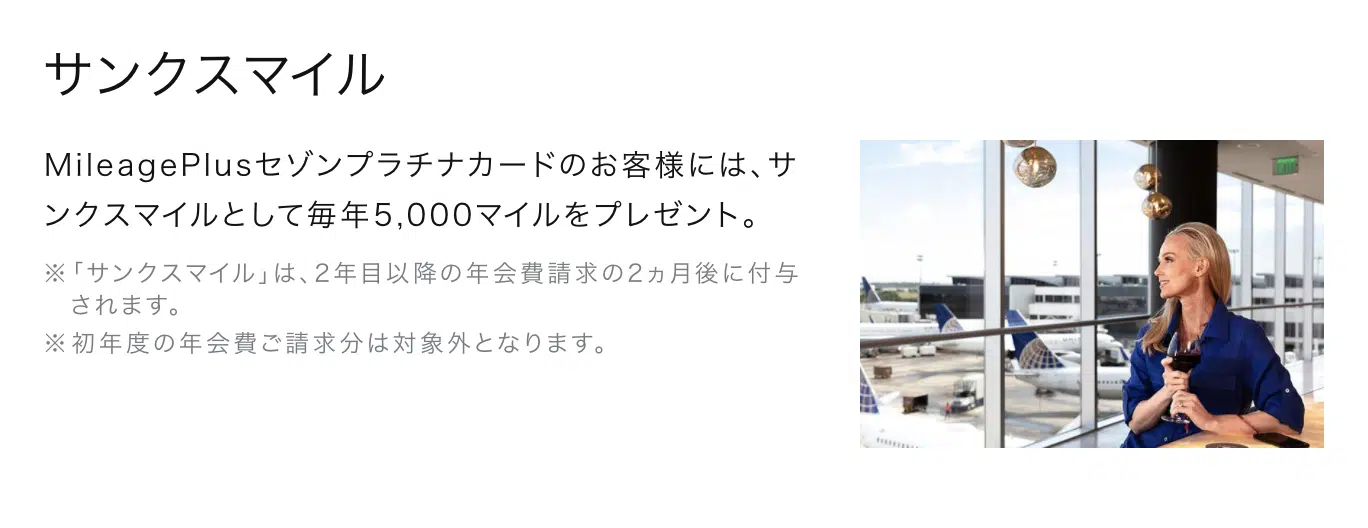 サンクスマイル
MileagePlusセゾンプラチナカードのお客様には、サ
ンクスマイルとして毎年5,000マイルをプレゼント。
※「サンクスマイル」は、2年目以降の年会費請求の2ヵ月後に付与
されます。
※初年度の年会費ご請求分は対象外となります。